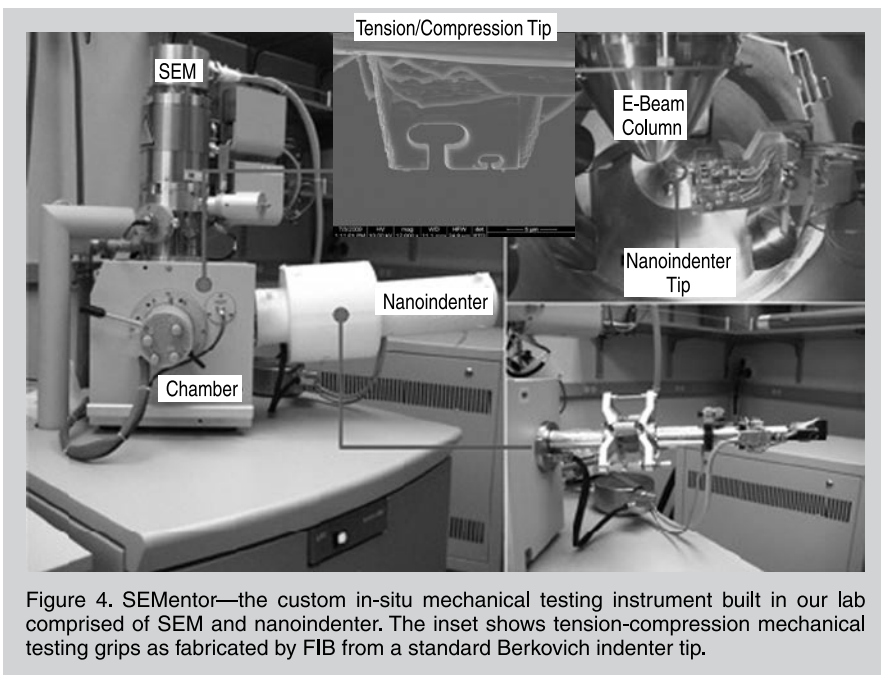 Tension/Compression Tip
SEM
E-Beam
Column
Nanoindenter
Tip
Nanoindenter
Chamber
5 µm
Figure 4. SEMentor—the custom in-situ mechanical testing instrument built in our lab
comprised of SEM and nanoindenter. The inset shows tension-compression mechanical
testing grips as fabricated by FIB from a standard Berkovich indenter tip.